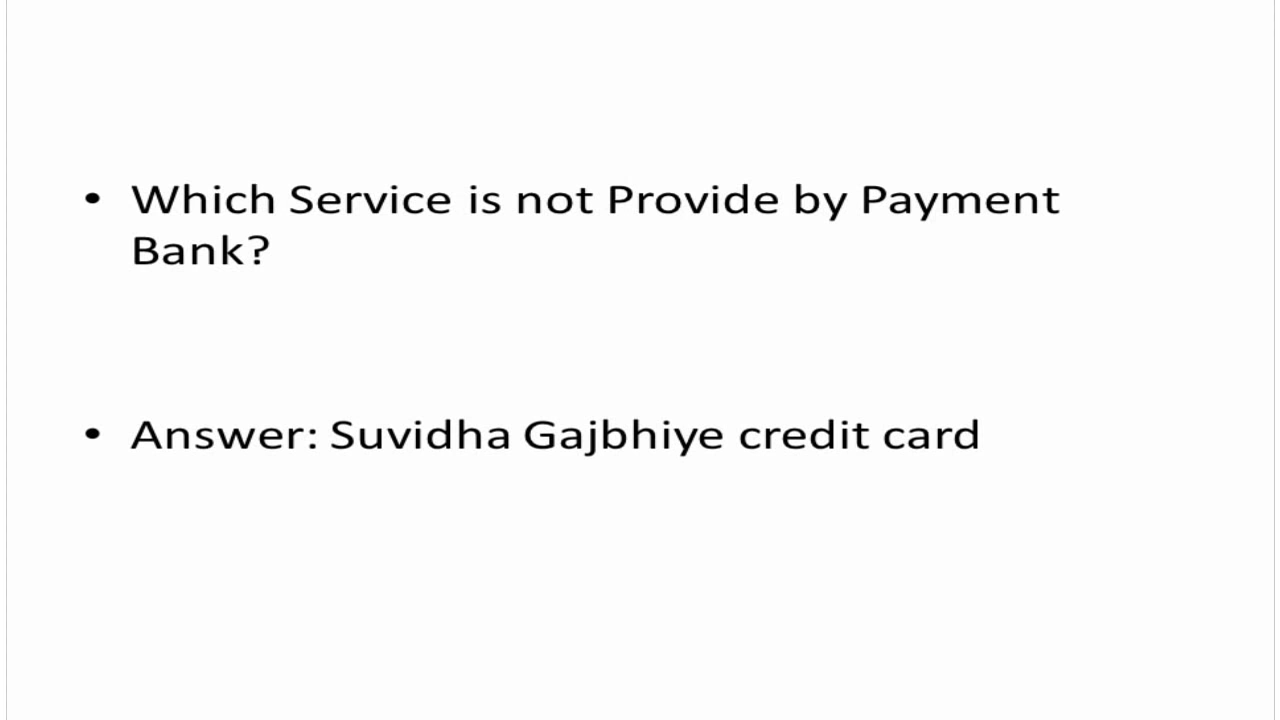 • Which Service is not Provide by Payment
Bank?
• Answer: Suvidha Gajbhiye credit card